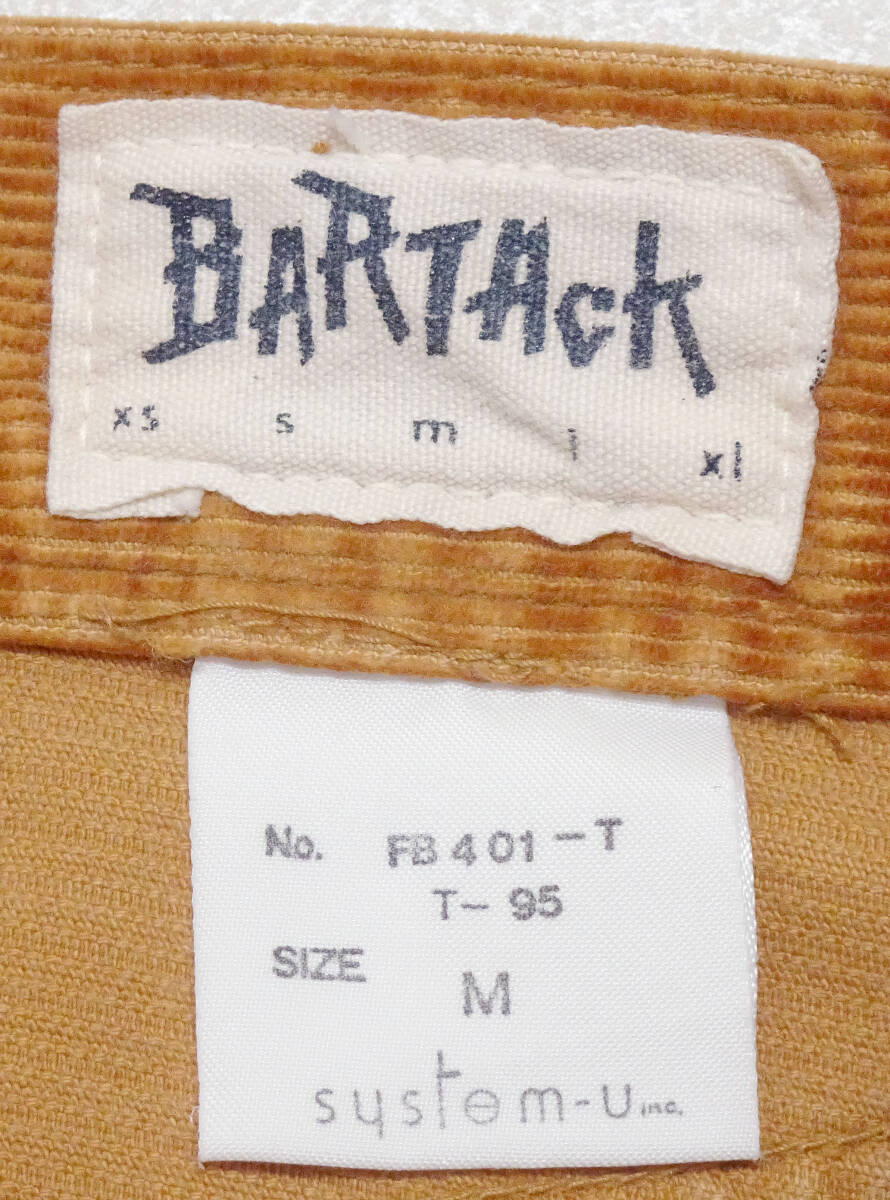 BARTACK
xs s m l xl
No. FB401-T
T-95
SIZE M
system-u inc.